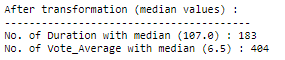 After transformation (median values) :
--------------------------------------
No. of Duration with median (107.0) : 183
No. of Vote_Average with median (6.5) : 404